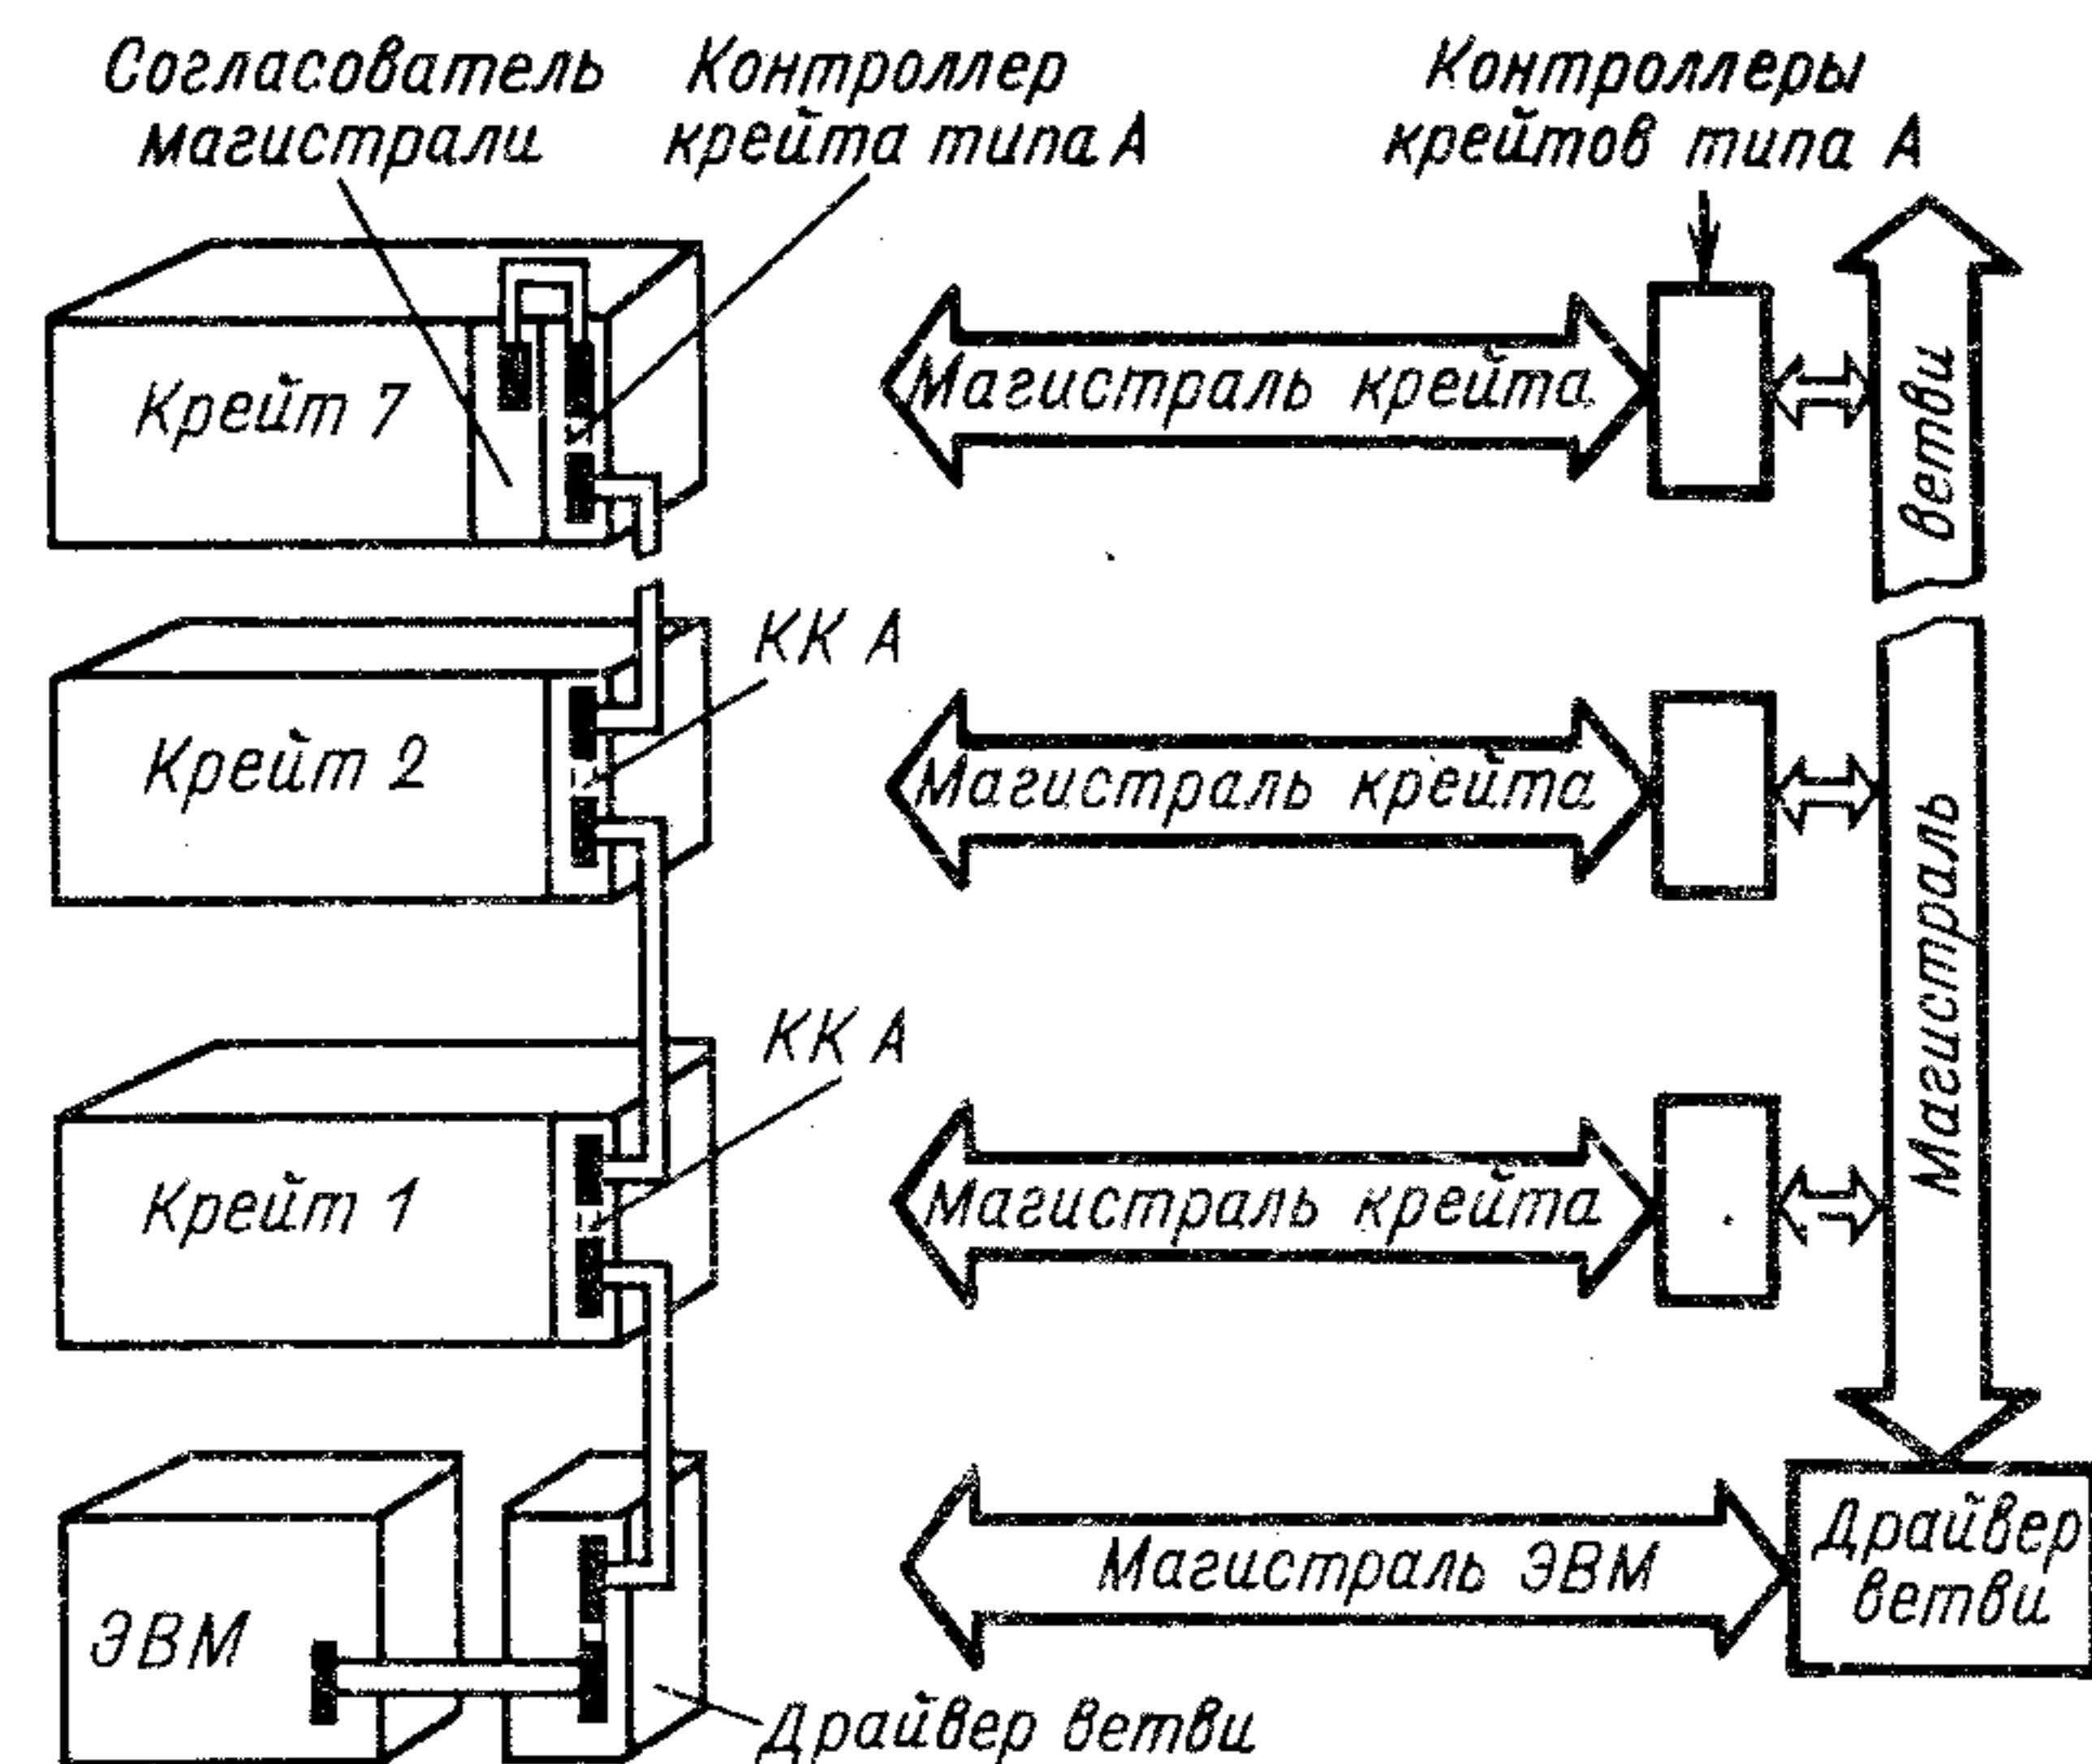 Согласователь
магистрали
Контроллер
крейта типа А
Контроллеры
крейтов типа А
Крейт 7
Магистраль крейта
ветви
КК А
Крейт 2
Магистраль крейта
Магистраль
КК А
Крейт 1
Магистраль крейта
ЭВМ
Магистраль ЭВМ
Драйвер
ветви
Драйвер ветви